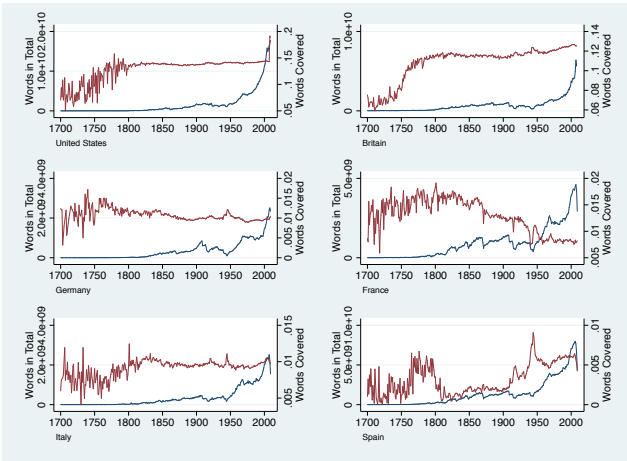 Words in Total
0 1.0e+10 2.0e+10
Words Covered
.05 .1 .15 .2
1700 1750 1800 1850 1900 1950 2000
United States
Words in Total
0 1.0e+10
Words Covered
.06 .08 .1 .12 .14
1700 1750 1800 1850 1900 1950 2000
Britain
Words in Total
0 2.0e+09 4.0e+09
Words Covered
0 .005 .01 .015 .02
1700 1750 1800 1850 1900 1950 2000
Germany
Words in Total
0 5.0e+09
Words Covered
.005 .01 .015 .02
1700 1750 1800 1850 1900 1950 2000
France
Words in Total
0 2.0e+09 4.0e+09
Words Covered
.005 .01 .015
1700 1750 1800 1850 1900 1950 2000
Italy
Words in Total
0 5.0e+09 1.0e+10
Words Covered
0 .005 .01
1700 1750 1800 1850 1900 1950 2000
Spain